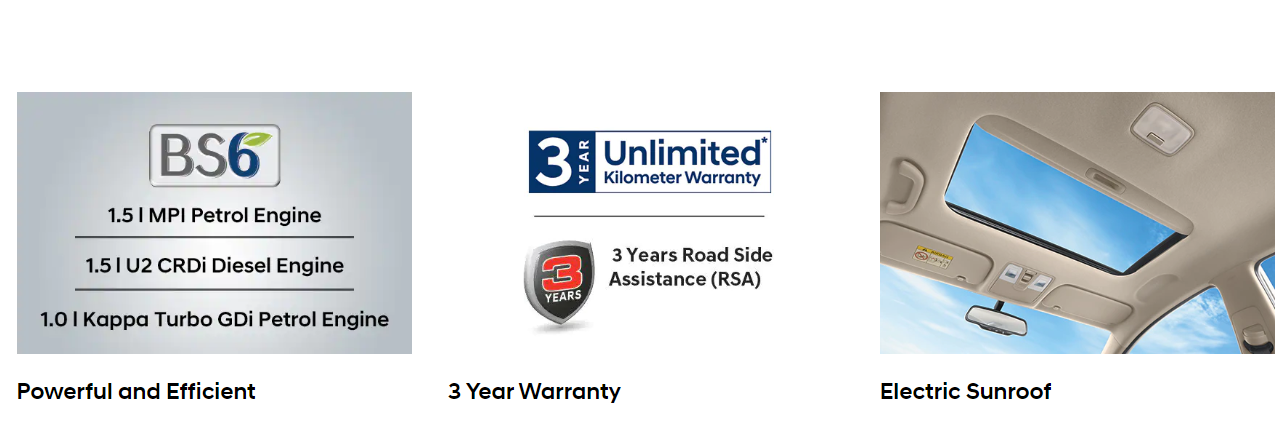 BS6
1.5 l MPI Petrol Engine
1.5 l U2 CRDi Diesel Engine
1.0 l Kappa Turbo GDi Petrol Engine
Powerful and Efficient
3 YEAR
Unlimited*
Kilometer Warranty
3 YEARS
3 Years Road Side
Assistance (RSA)
3 Year Warranty
Electric Sunroof